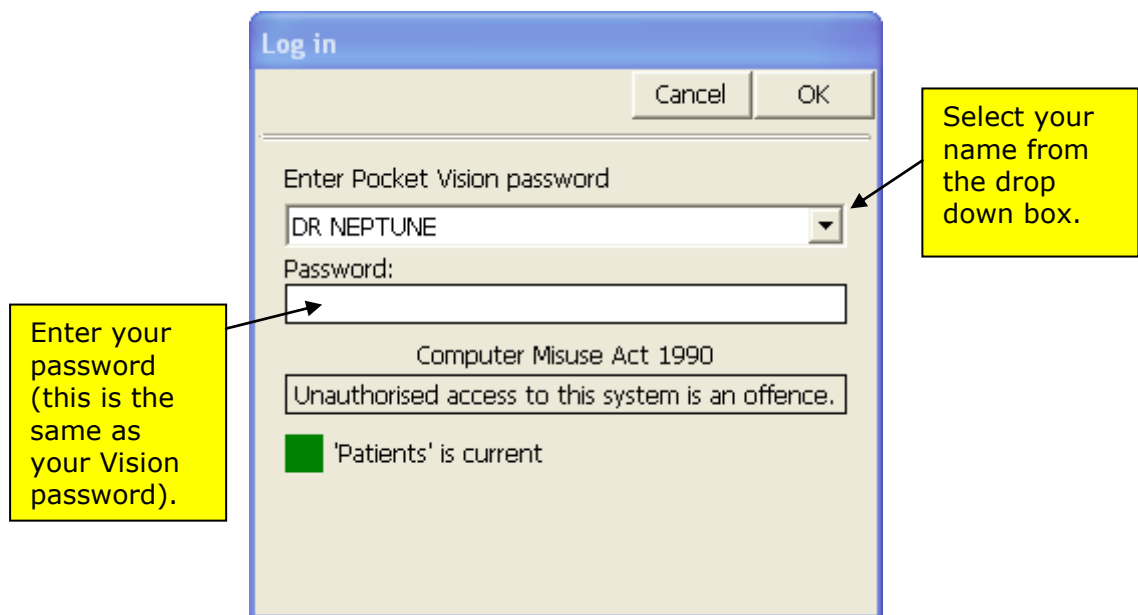 Log in
Cancel
OK
Select your
name from
the drop
down box.
Enter Pocket Vision password
DR NEPTUNE
Password:
Enter your
password
(this is the
same as
your Vision
password).
Computer Misuse Act 1990
Unauthorised access to this system is an offence.
'Patients' is current